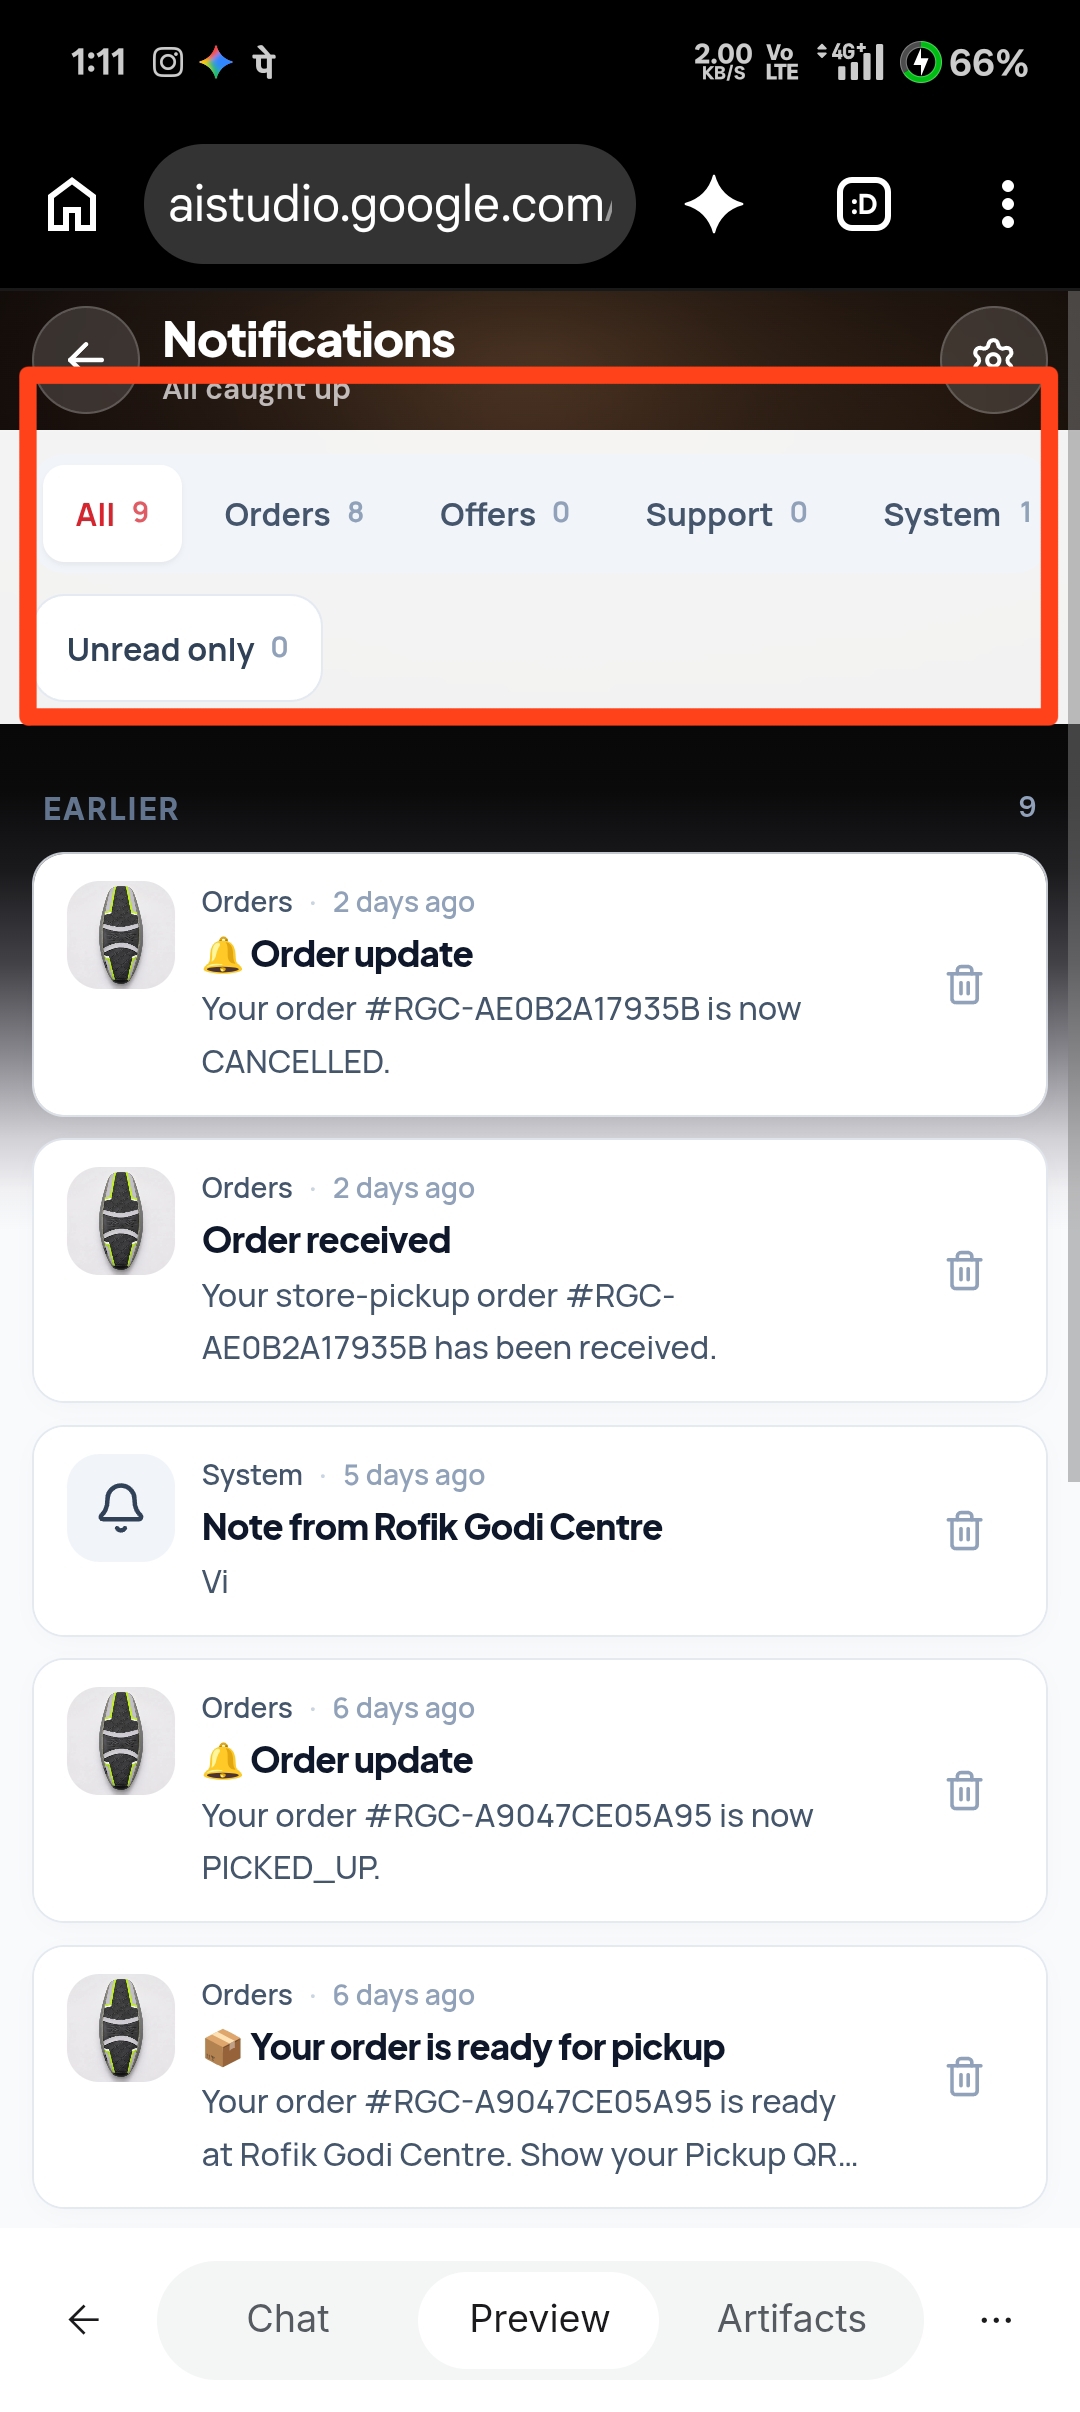 1:11 पे 2.00 KB/S Vo LTE 4G+ 66%
aistudio.google.com/ :D
Notifications
All caught up
All 9 Orders 8 Offers 0 Support 0 System 1
Unread only 0
EARLIER 9
Orders · 2 days ago
🔔 Order update
Your order #RGC-AE0B2A17935B is now
CANCELLED.
Orders · 2 days ago
Order received
Your store-pickup order #RGC-
AE0B2A17935B has been received.
System · 5 days ago
Note from Rofik Godi Centre
Vi
Orders · 6 days ago
🔔 Order update
Your order #RGC-A9047CE05A95 is now
PICKED_UP.
Orders · 6 days ago
📦 Your order is ready for pickup
Your order #RGC-A9047CE05A95 is ready
at Rofik Godi Centre. Show your Pickup QR...
Chat Preview Artifacts